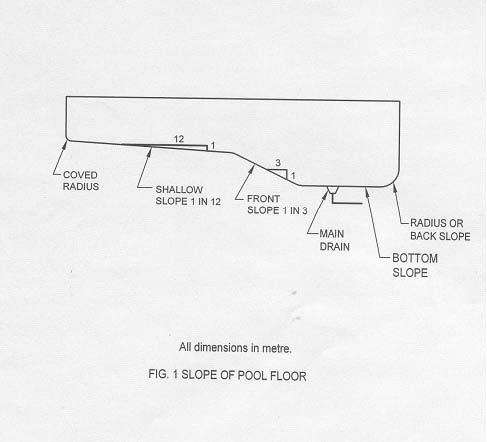 12
1
3
1
COVED
RADIUS
SHALLOW
SLOPE 1 IN 12
FRONT
SLOPE 1 IN 3
MAIN
DRAIN
RADIUS OR
BACK SLOPE
BOTTOM
SLOPE
All dimensions in metre.
FIG. 1 SLOPE OF POOL FLOOR